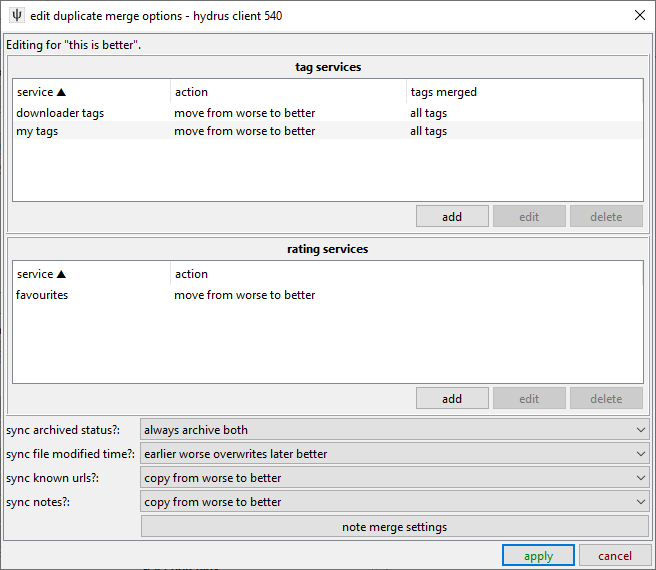 edit duplicate merge options - hydrus client 540
Editing for "this is better".
tag services
service ▲ action tags merged
downloader tags move from worse to better all tags
my tags move from worse to better all tags
add edit delete
rating services
service ▲ action
favourites move from worse to better
add edit delete
sync archived status?: always archive both
sync file modified time?: earlier worse overwrites later better
sync known urls?: copy from worse to better
sync notes?: copy from worse to better
note merge settings
apply cancel